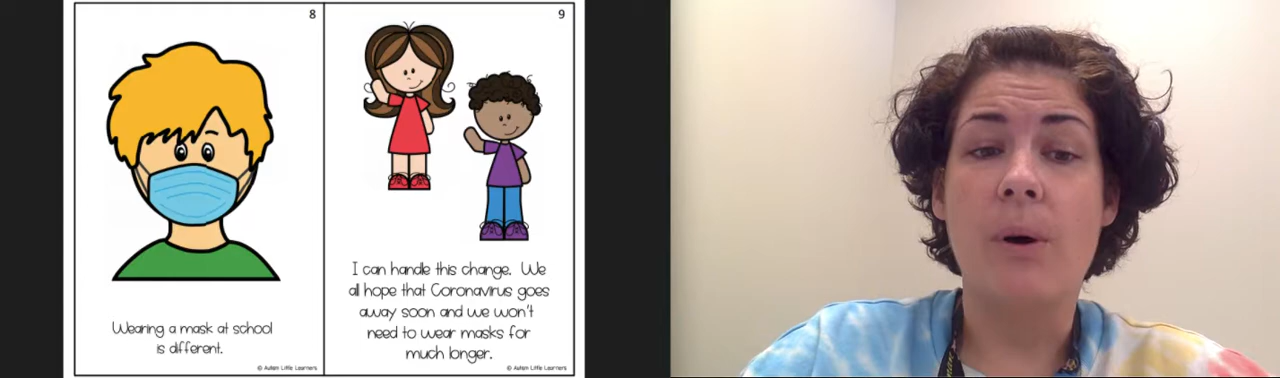 8
Wearing a mask at school
is different.
© Autism Little Learners
9
I can handle this change. We
all hope that Coronavirus goes
away soon and we won't
need to wear masks for
much longer.
© Autism Little Learners